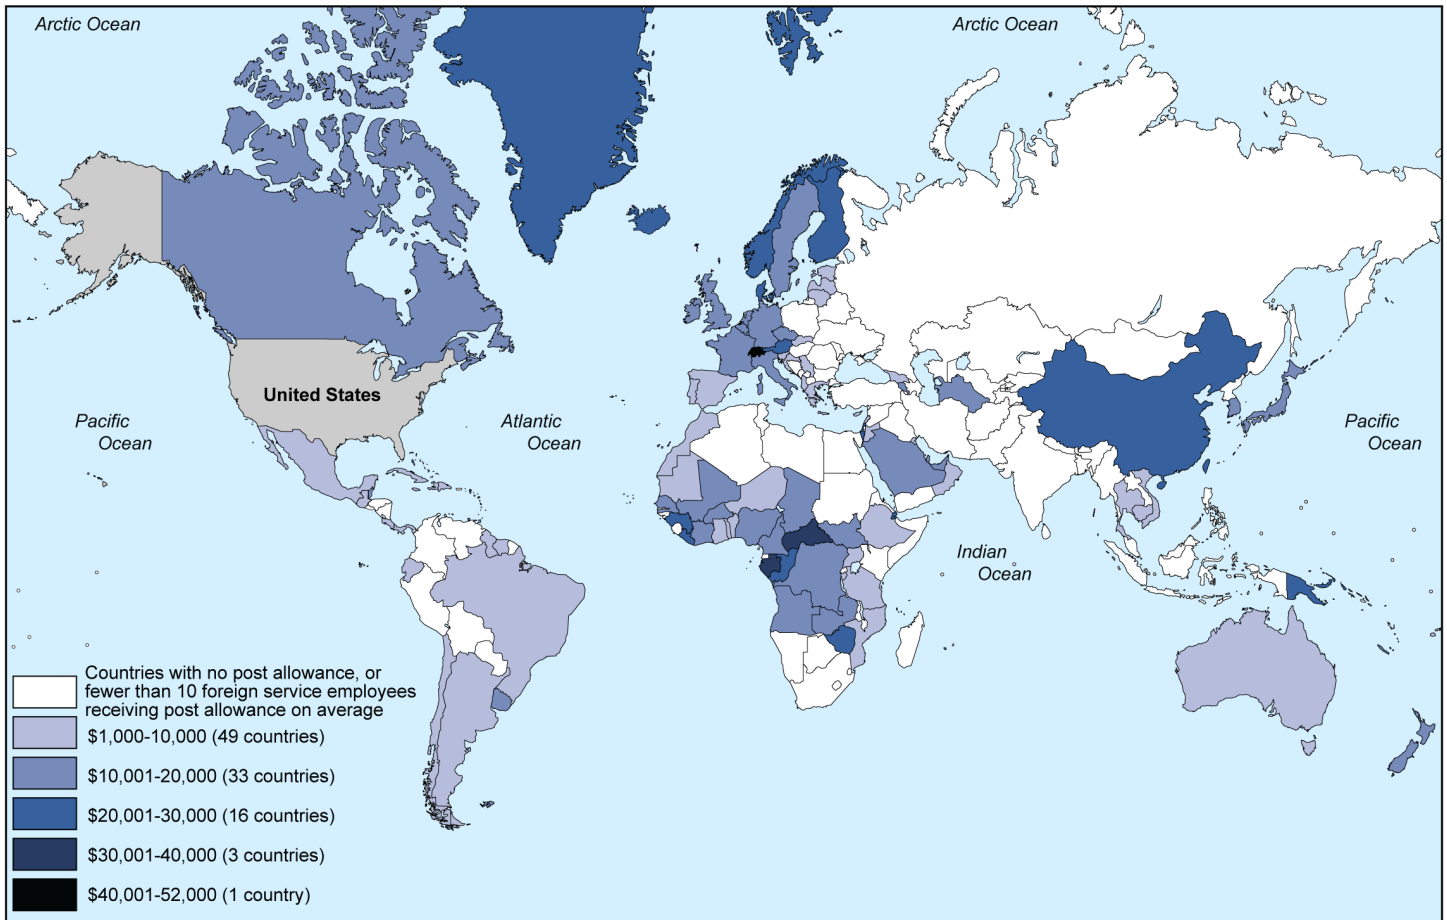 Arctic Ocean
Arctic Ocean
United States
Pacific
Ocean
Atlantic
Ocean
Pacific
Ocean
Indian
Ocean
Countries with no post allowance, or
fewer than 10 foreign service employees
receiving post allowance on average
$1,000-10,000 (49 countries)
$10,001-20,000 (33 countries)
$20,001-30,000 (16 countries)
$30,001-40,000 (3 countries)
$40,001-52,000 (1 country)